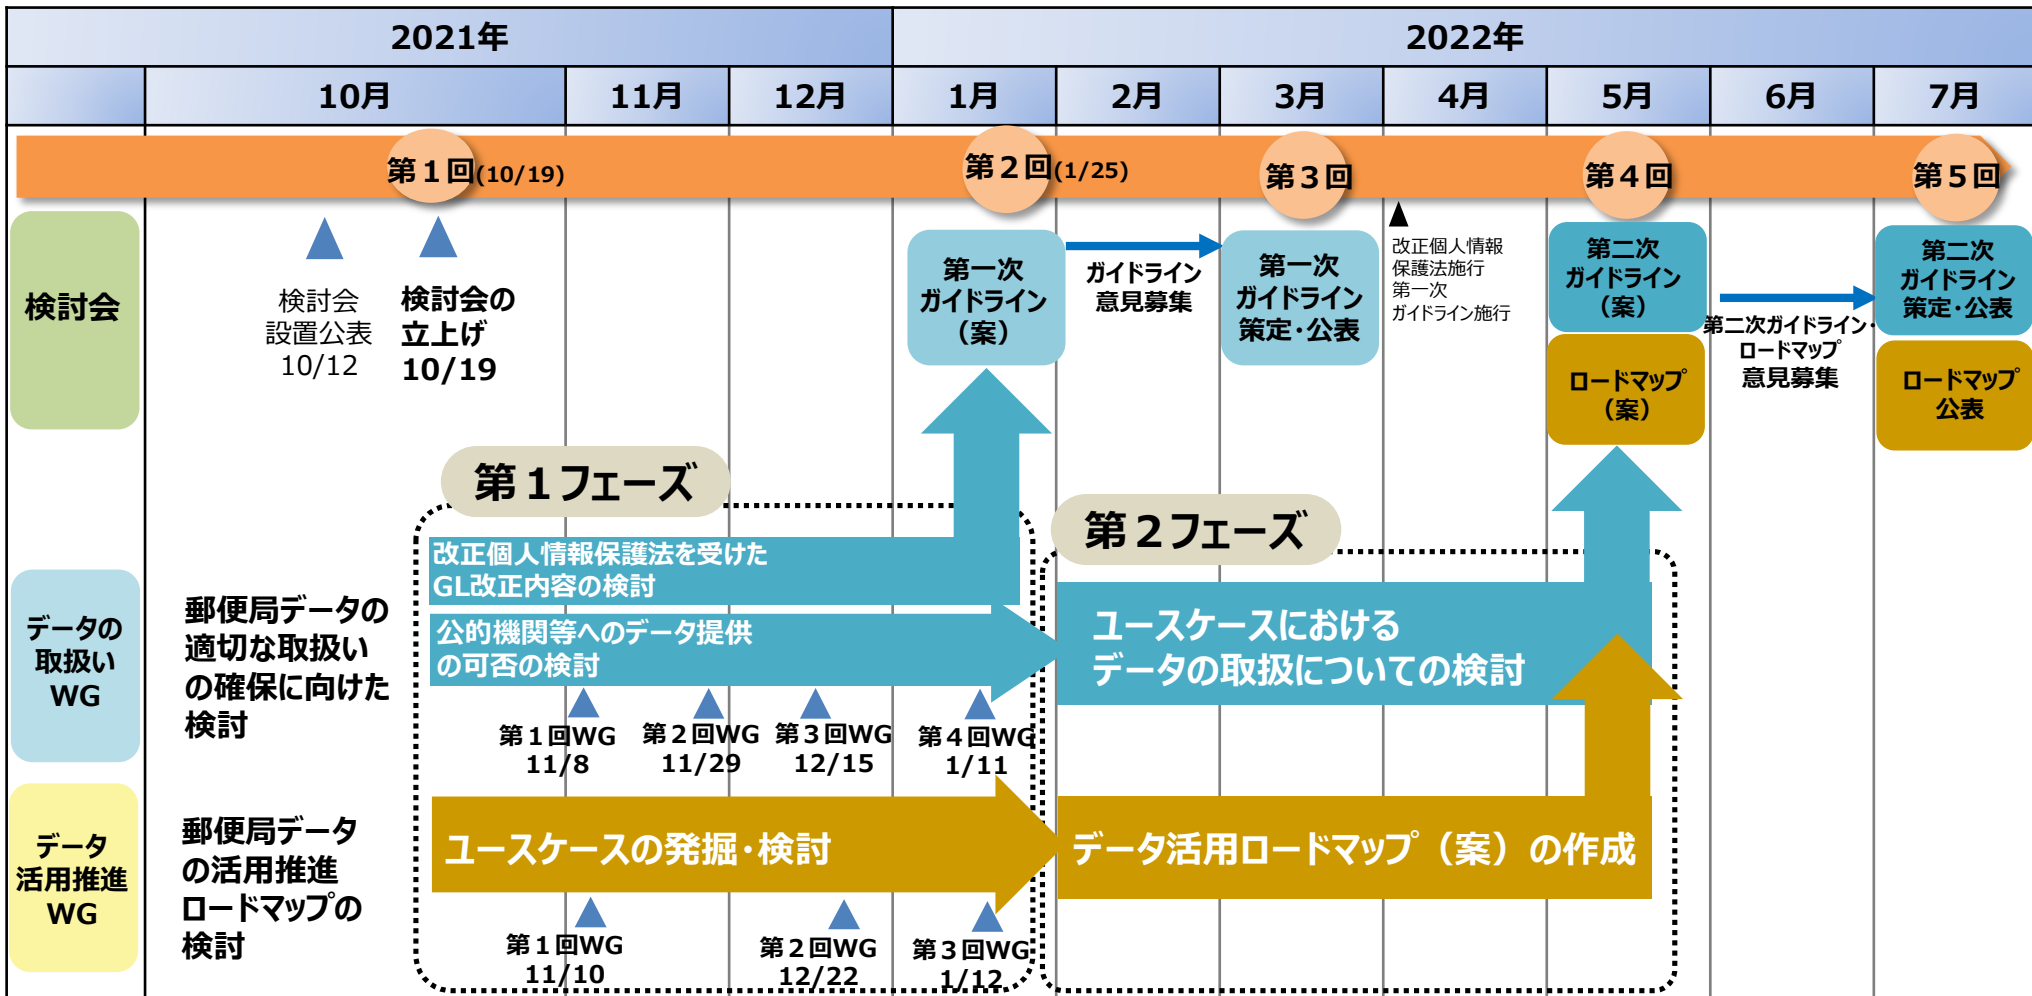 2021年
2022年
10月
11月
12月
1月
2月
3月
4月
5月
6月
7月
第１回(10/19)
第２回(1/25)
第３回
第４回
第５回
検討会
検討会
設置公表
10/12
検討会の
立上げ
10/19
第一次
ガイドライン
（案）
ガイドライン
意見募集
第一次
ガイドライン
策定・公表
改正個人情報
保護法施行
第一次
ガイドライン施行
第二次
ガイドライン
（案）
ロードマップ
（案）
第二次ガイドライン・
ロードマップ
意見募集
第二次
ガイドライン
策定・公表
ロードマップ
公表
第１フェーズ
第２フェーズ
データの
取扱い
WG
郵便局データの
適切な取扱い
の確保に向けた
検討
改正個人情報保護法を受けた
GL改正内容の検討
公的機関等へのデータ提供
の可否の検討
ユースケースにおける
データの取扱についての検討
第１回WG
11/8
第２回WG
11/29
第３回WG
12/15
第４回WG
1/11
データ
活用推進
WG
郵便局データ
の活用推進
ロードマップの
検討
ユースケースの発掘・検討
データ活用ロードマップ（案）の作成
第１回WG
11/10
第２回WG
12/22
第３回WG
1/12